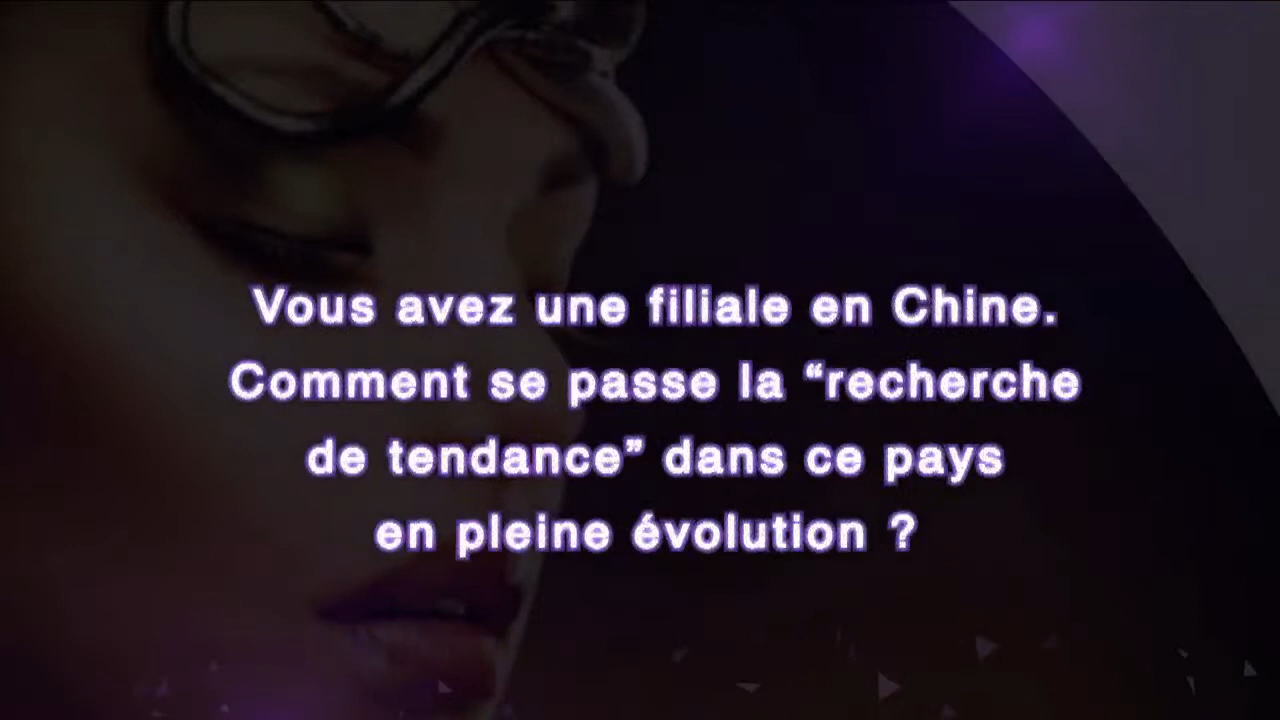 Vous avez une filiale en Chine.
Comment se passe la “recherche
de tendance” dans ce pays
en pleine évolution ?